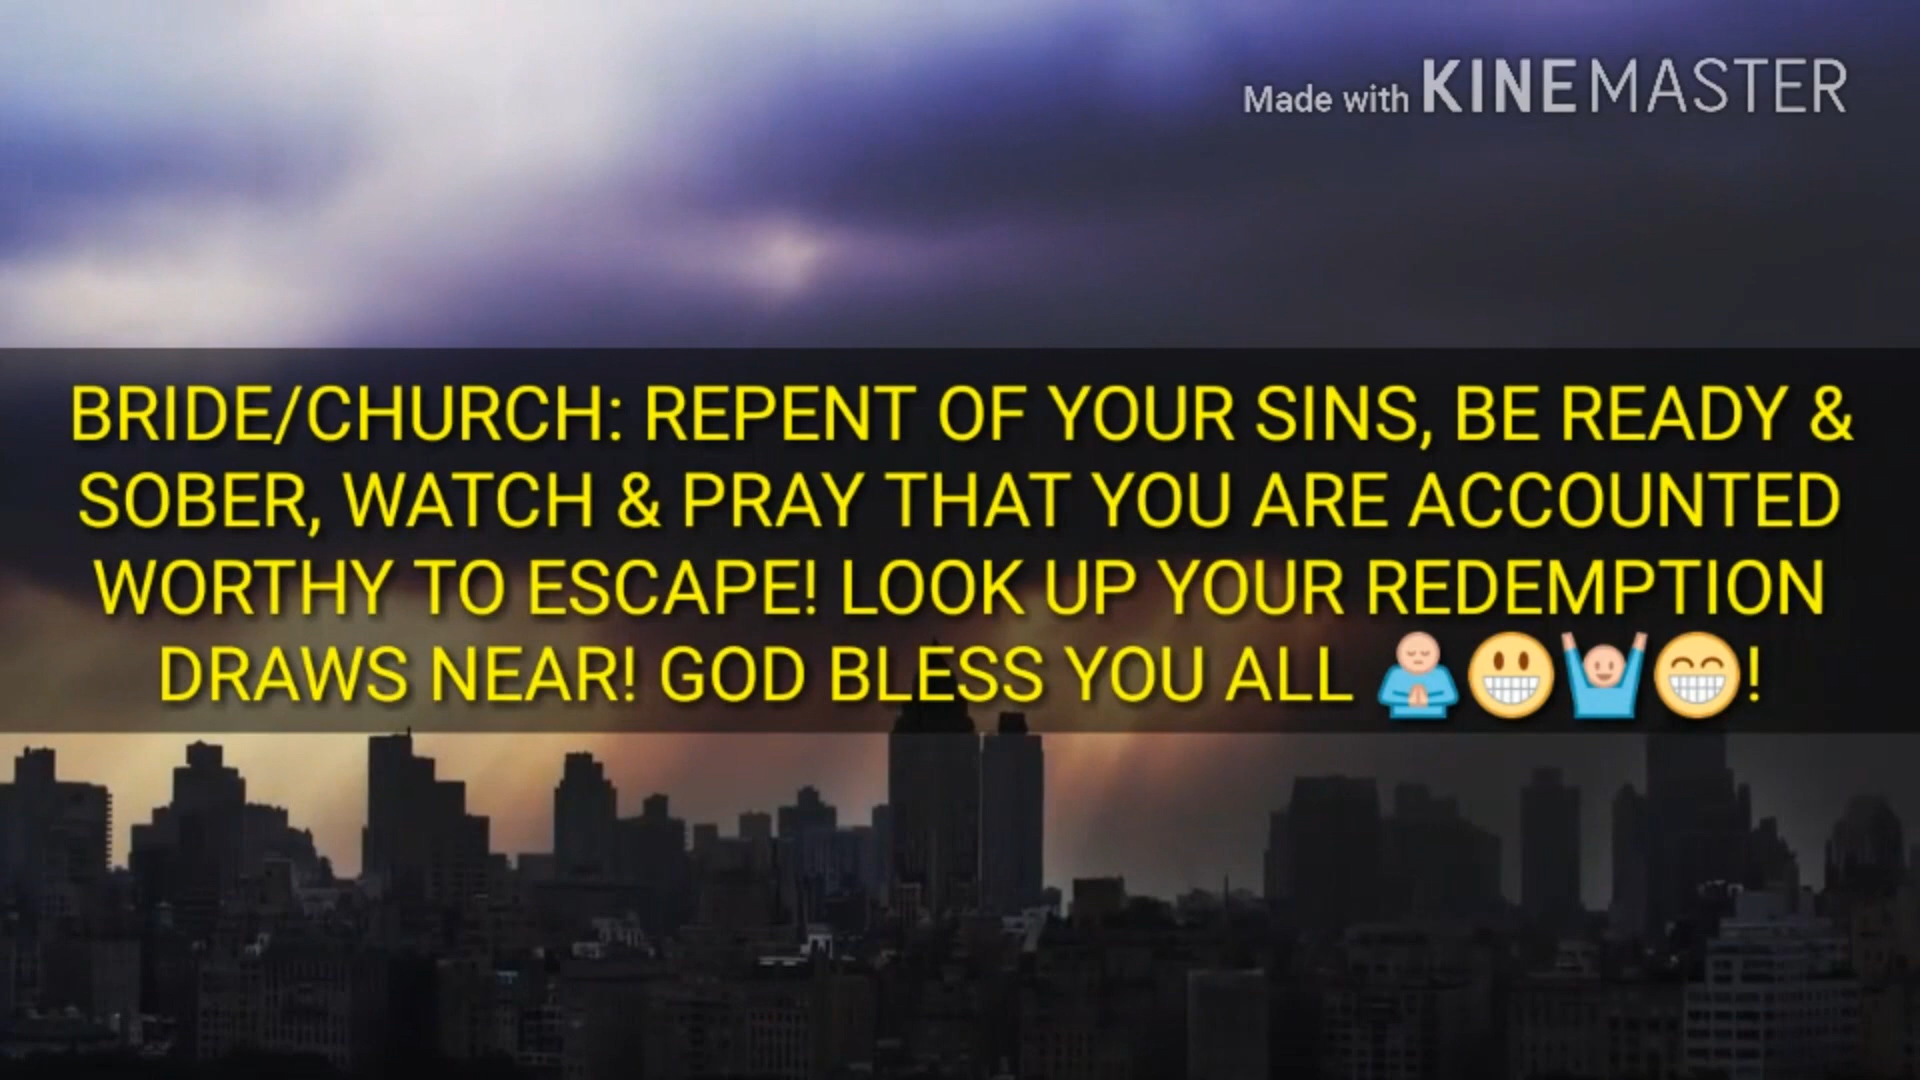 Made with KINEMASTER
BRIDE/CHURCH: REPENT OF YOUR SINS, BE READY &
SOBER, WATCH & PRAY THAT YOU ARE ACCOUNTED
WORTHY TO ESCAPE! LOOK UP YOUR REDEMPTION
DRAWS NEAR! GOD BLESS YOU ALL 🙏😀🙌😁!